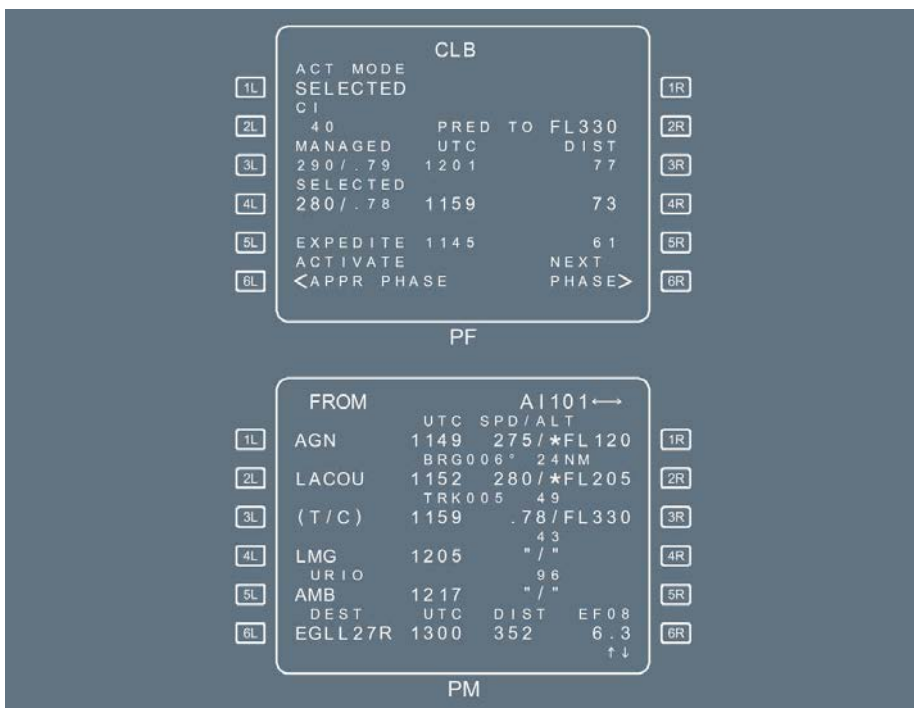 CLB
ACT MODE
1L SELECTED 1R
CI
2L 40 PRED TO FL330 2R
MANAGED UTC DIST
3L 290/.79 1201 77 3R
SELECTED
4L 280/.78 1159 73 4R
5L EXPEDITE 1145 61 5R
ACTIVATE NEXT
6L <APPR PHASE PHASE> 6R
PF
FROM AI101←→
UTC SPD/ALT
1L AGN 1149 275/*FL120 1R
BRG006° 24NM
2L LACOU 1152 280/*FL205 2R
TRK005 49
3L (T/C) 1159 .78/FL330 3R
43
4L LMG 1205 "/" 4R
URIO 96
5L AMB 1217 "/" 5R
DEST UTC DIST EF08
6L EGLL27R 1300 352 6.3 6R
↑↓
PM